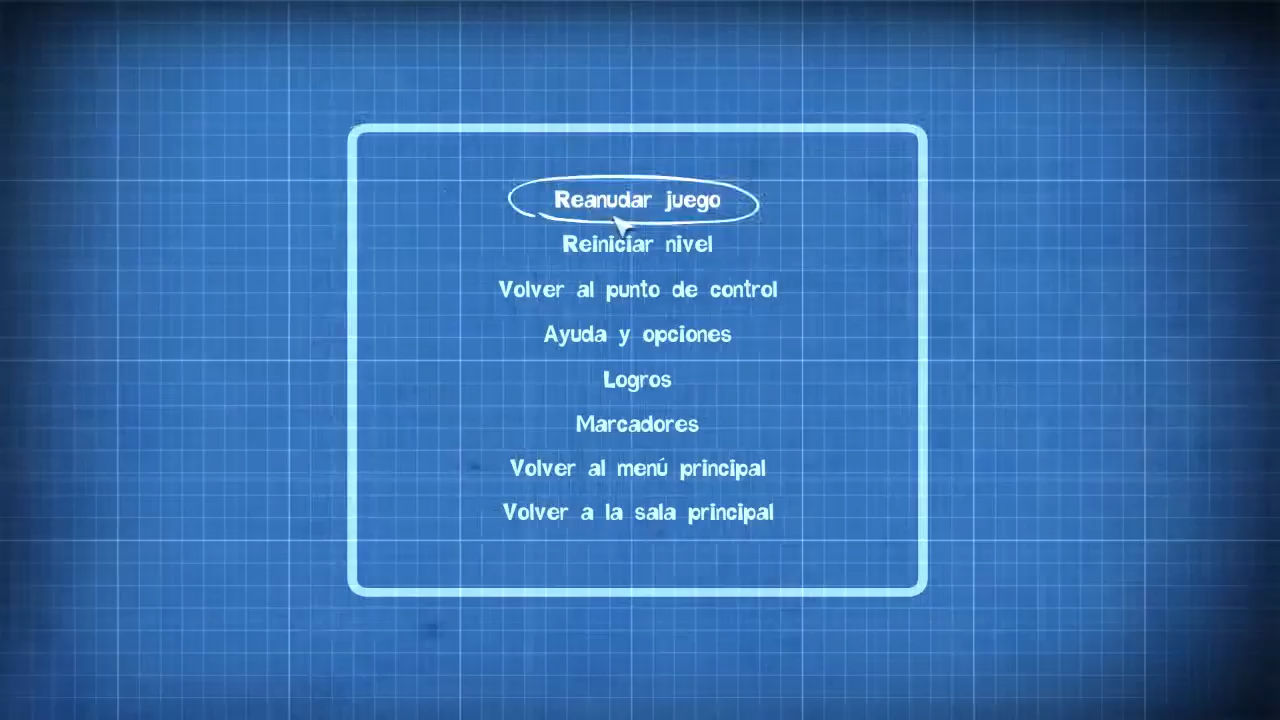 Reanudar juego
Reiniciar nivel
Volver al punto de control
Ayuda y opciones
Logros
Marcadores
Volver al menú principal
Volver a la sala principal